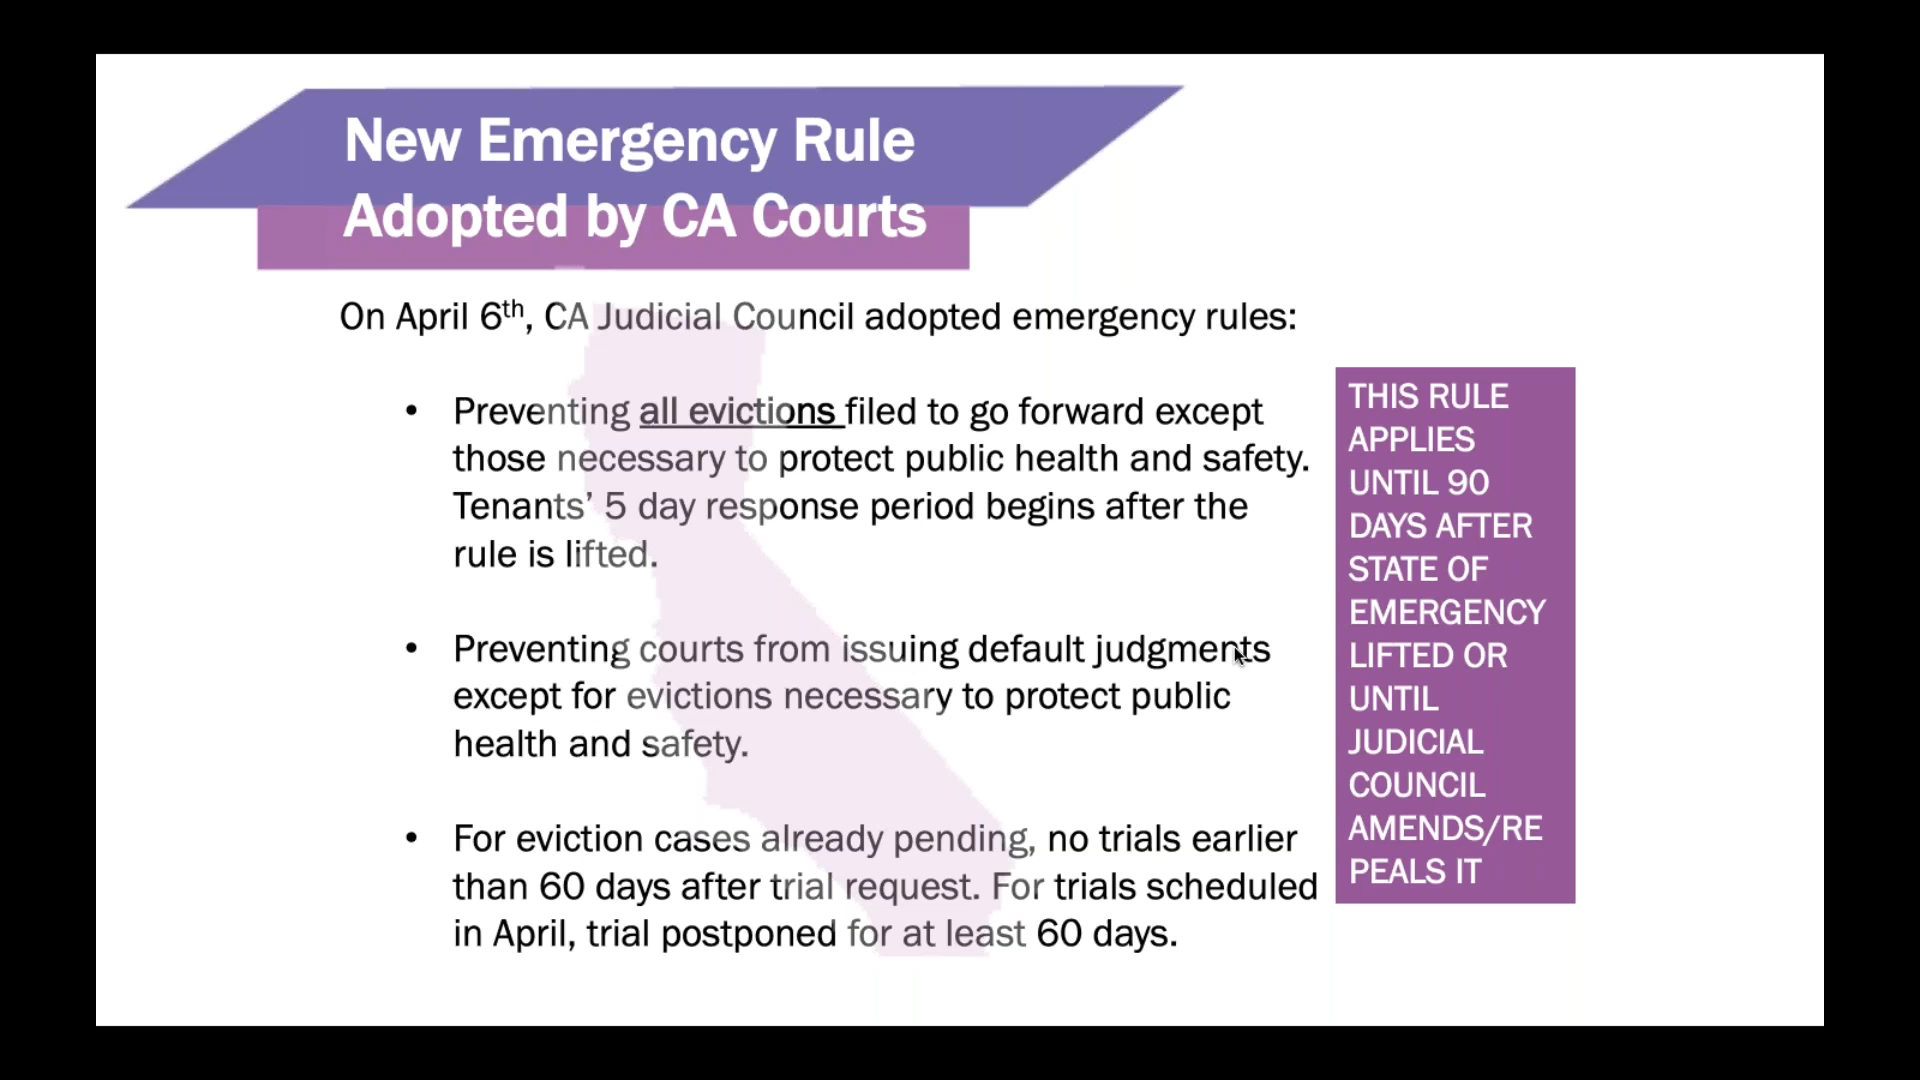 New Emergency Rule
Adopted by CA Courts
On April 6th, CA Judicial Council adopted emergency rules:
• Preventing all evictions filed to go forward except
those necessary to protect public health and safety.
Tenants’ 5 day response period begins after the
rule is lifted.
• Preventing courts from issuing default judgments
except for evictions necessary to protect public
health and safety.
• For eviction cases already pending, no trials earlier
than 60 days after trial request. For trials scheduled
in April, trial postponed for at least 60 days.
THIS RULE
APPLIES
UNTIL 90
DAYS AFTER
STATE OF
EMERGENCY
LIFTED OR
UNTIL
JUDICIAL
COUNCIL
AMENDS/RE
PEALS IT